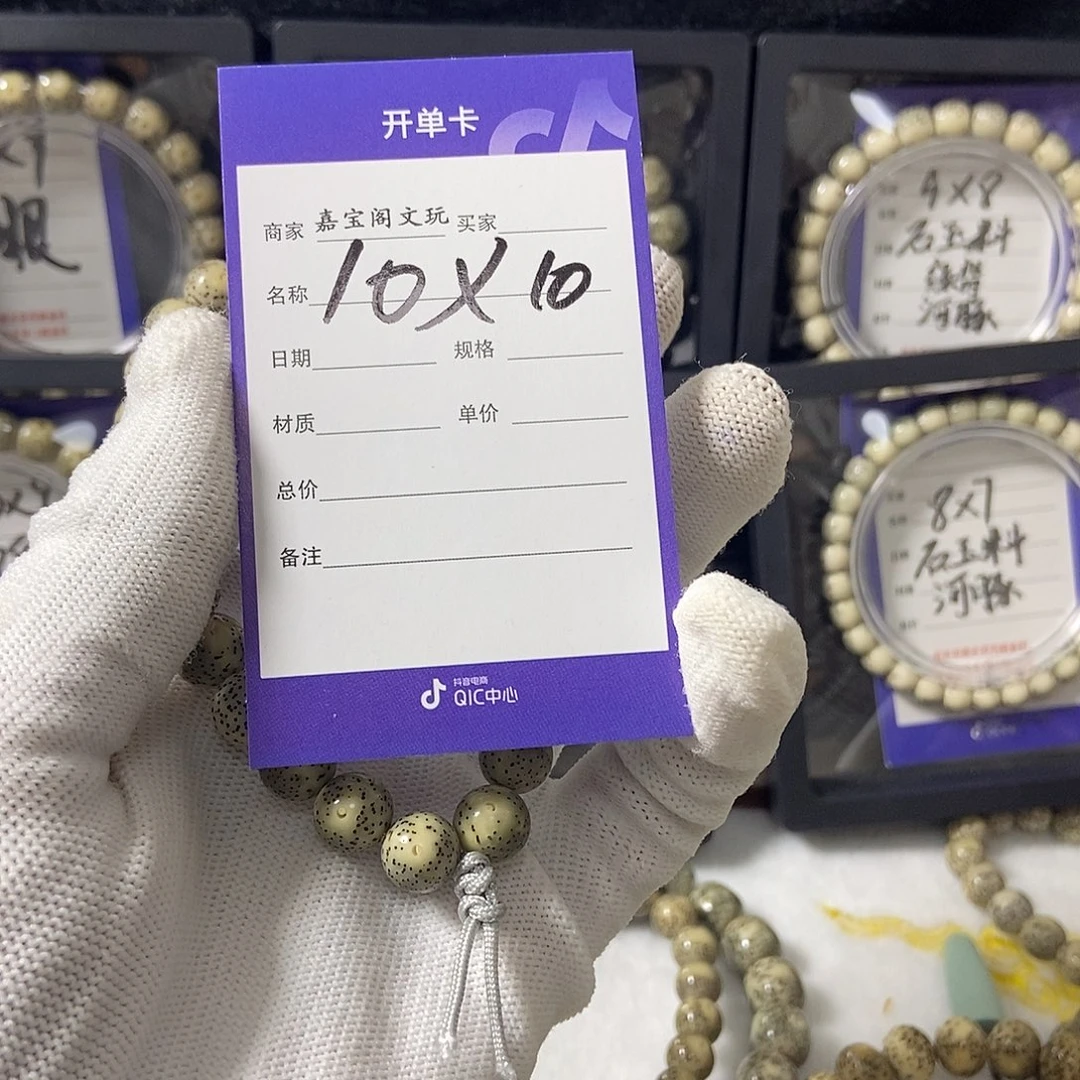 开单卡
商家 嘉宝阁文玩 买家
名称 10X10
日期 规格
材质 单价
总价
备注
抖音电商
QIC中心
9X8
石玉料
河豚
8X7
石玉料
河豚